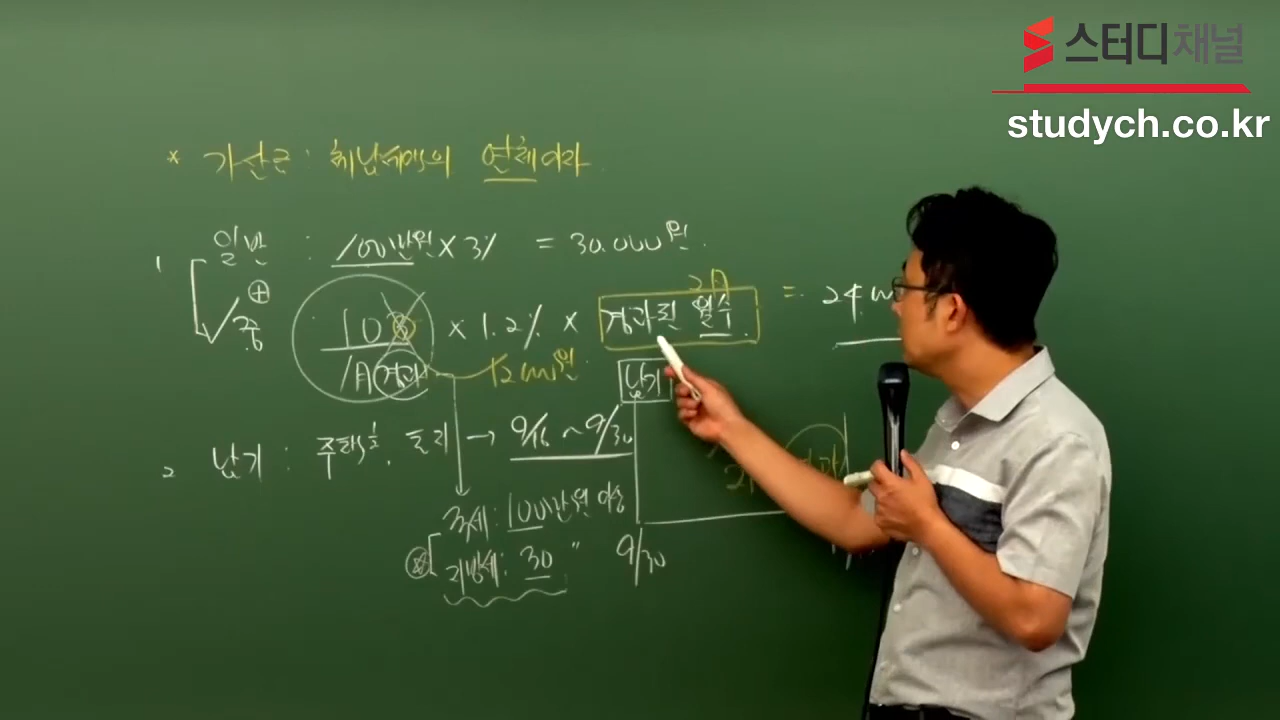 스터디채널
studych.co.kr
* 가산금 : 체납세액의 연체이자
1 일반 : 100만원 × 3% = 30.000원.
⊕
√ 중
10
/1月 경과
× 1.2% × 경과된 월수 = 24
2月
12,000원
납기
2 납기 : 주택1/2, 토지 → 9/16 ~ 9/30
국세 : 100만원 이상
지방세 : 30 "
9/30